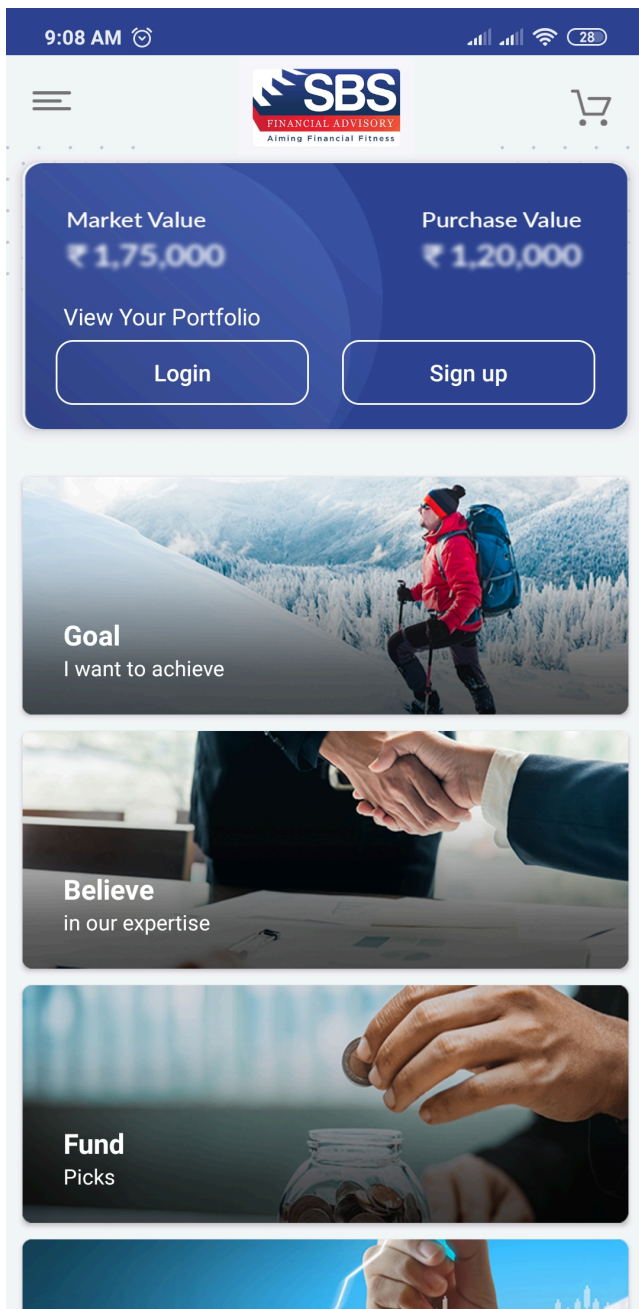 9:08 AM
28
SBS
FINANCIAL ADVISORY
Aiming Financial Fitness
Market Value
Purchase Value
₹ 1,75,000
₹ 1,20,000
View Your Portfolio
Login
Sign up
Goal
I want to achieve
Believe
in our expertise
Fund
Picks